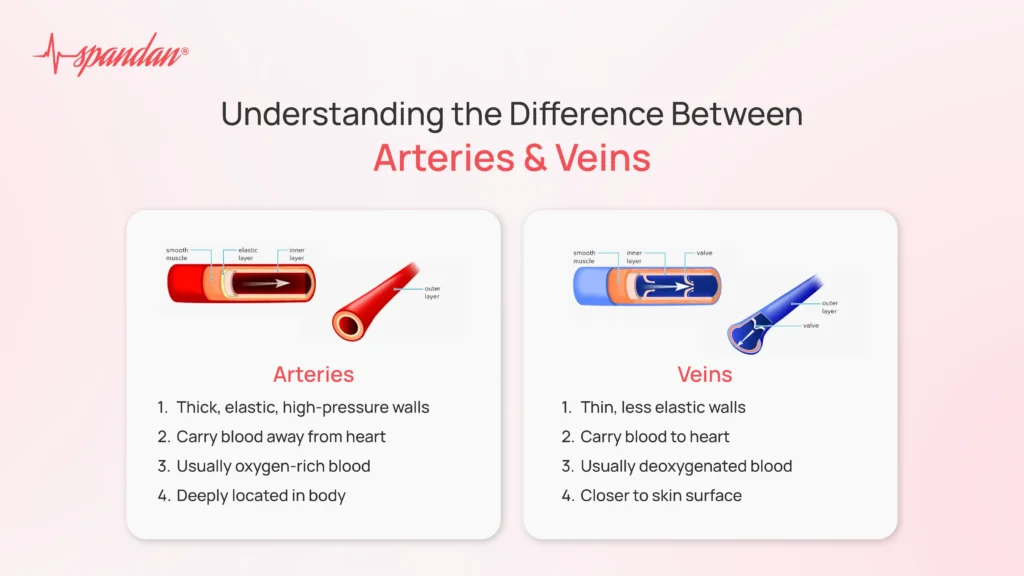 spandan®
Understanding the Difference Between
Arteries & Veins
smooth
muscle
elastic
layer
inner
layer
outer
layer
Arteries
1. Thick, elastic, high-pressure walls
2. Carry blood away from heart
3. Usually oxygen-rich blood
4. Deeply located in body
smooth
muscle
inner
layer
valve
outer
layer
valve
Veins
1. Thin, less elastic walls
2. Carry blood to heart
3. Usually deoxygenated blood
4. Closer to skin surface